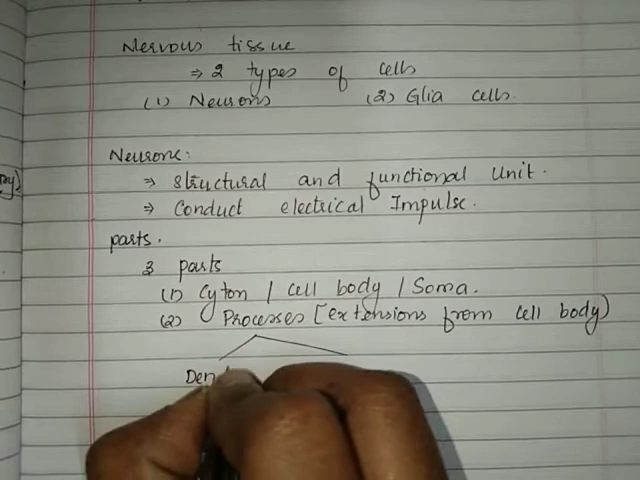 Nervous tissue
⇒ 2 types of cells
(1) Neurons (2) Glia cells.
Neurone:
⇒ structural and functional Unit.
⇒ Conduct electrical Impulse.
parts.
3 parts
(1) Cyton / cell body / Soma.
(2) Processes [extensions from cell body)
Den